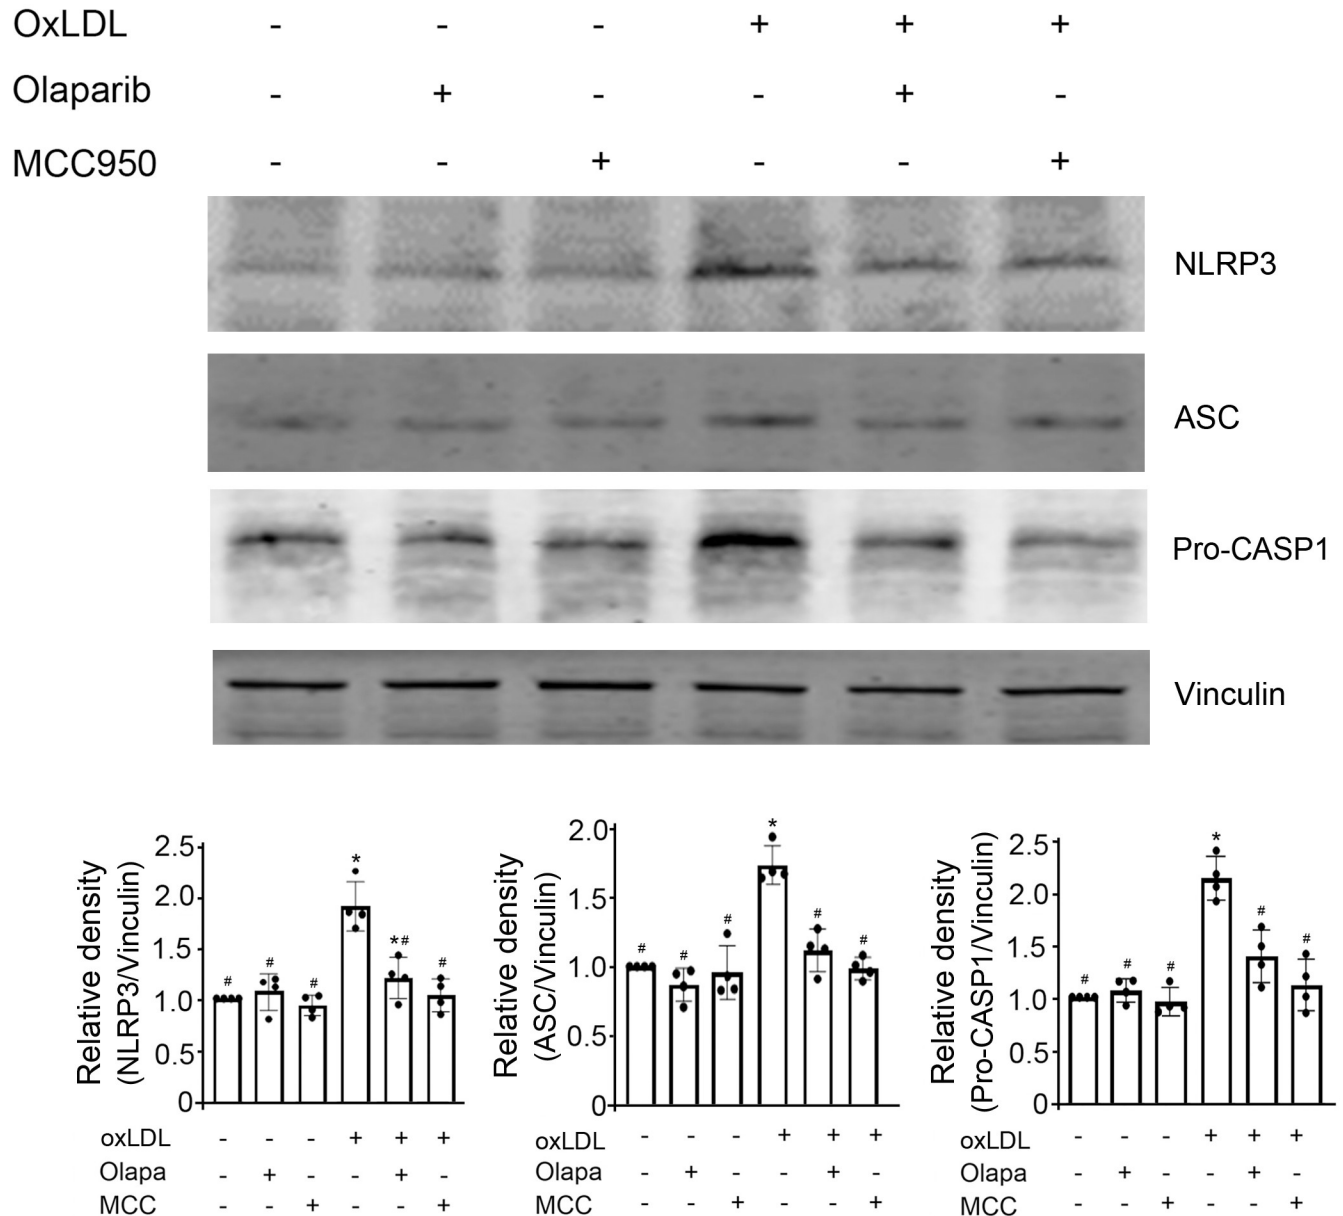 OxLDL - - - + + +
Olaparib - + - - + -
MCC950 - - + - - +
NLRP3
ASC
Pro-CASP1
Vinculin
Relative density
(NLRP3/Vinculin)
2.5
2.0
1.5
1.0
0.5
0
# # # * *# #
oxLDL - - - + + +
Olapa - + - - + -
MCC - - + - - +
Relative density
(ASC/Vinculin)
2.0
1.5
1.0
0.5
0
# # # * # #
oxLDL - - - + + +
Olapa - + - - + -
MCC - - + - - +
Relative density
(Pro-CASP1/Vinculin)
2.5
2.0
1.5
1.0
0.5
0
# # # * # #
oxLDL - - - + + +
Olapa - + - - + -
MCC - - + - - +